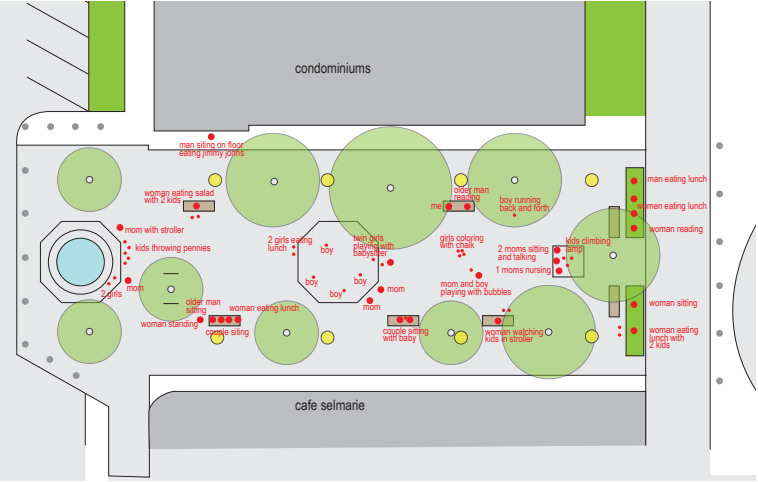 condominiums
man siting on floor
eating jimmy johns
woman eating salad
with 2 kids
older man
reading
me
boy running
back and forth
man eating lunch
women eating lunch
woman reading
mom with stroller
kids throwing pennies
2 girls
mom
2 girls eating
lunch
boy
twin girls
playing with
babysitter
boy
boy
boy
mom
mom
girls coloring
with chalk
mom and boy
playing with bubbles
2 moms sitting
and talking
1 moms nursing
kids climbing
lamp
older man
sitting
woman eating lunch
woman standing
couple siting
couple sitting
with baby
woman watching
kids in stroller
woman sitting
woman eating
lunch with
2 kids
cafe selmarie